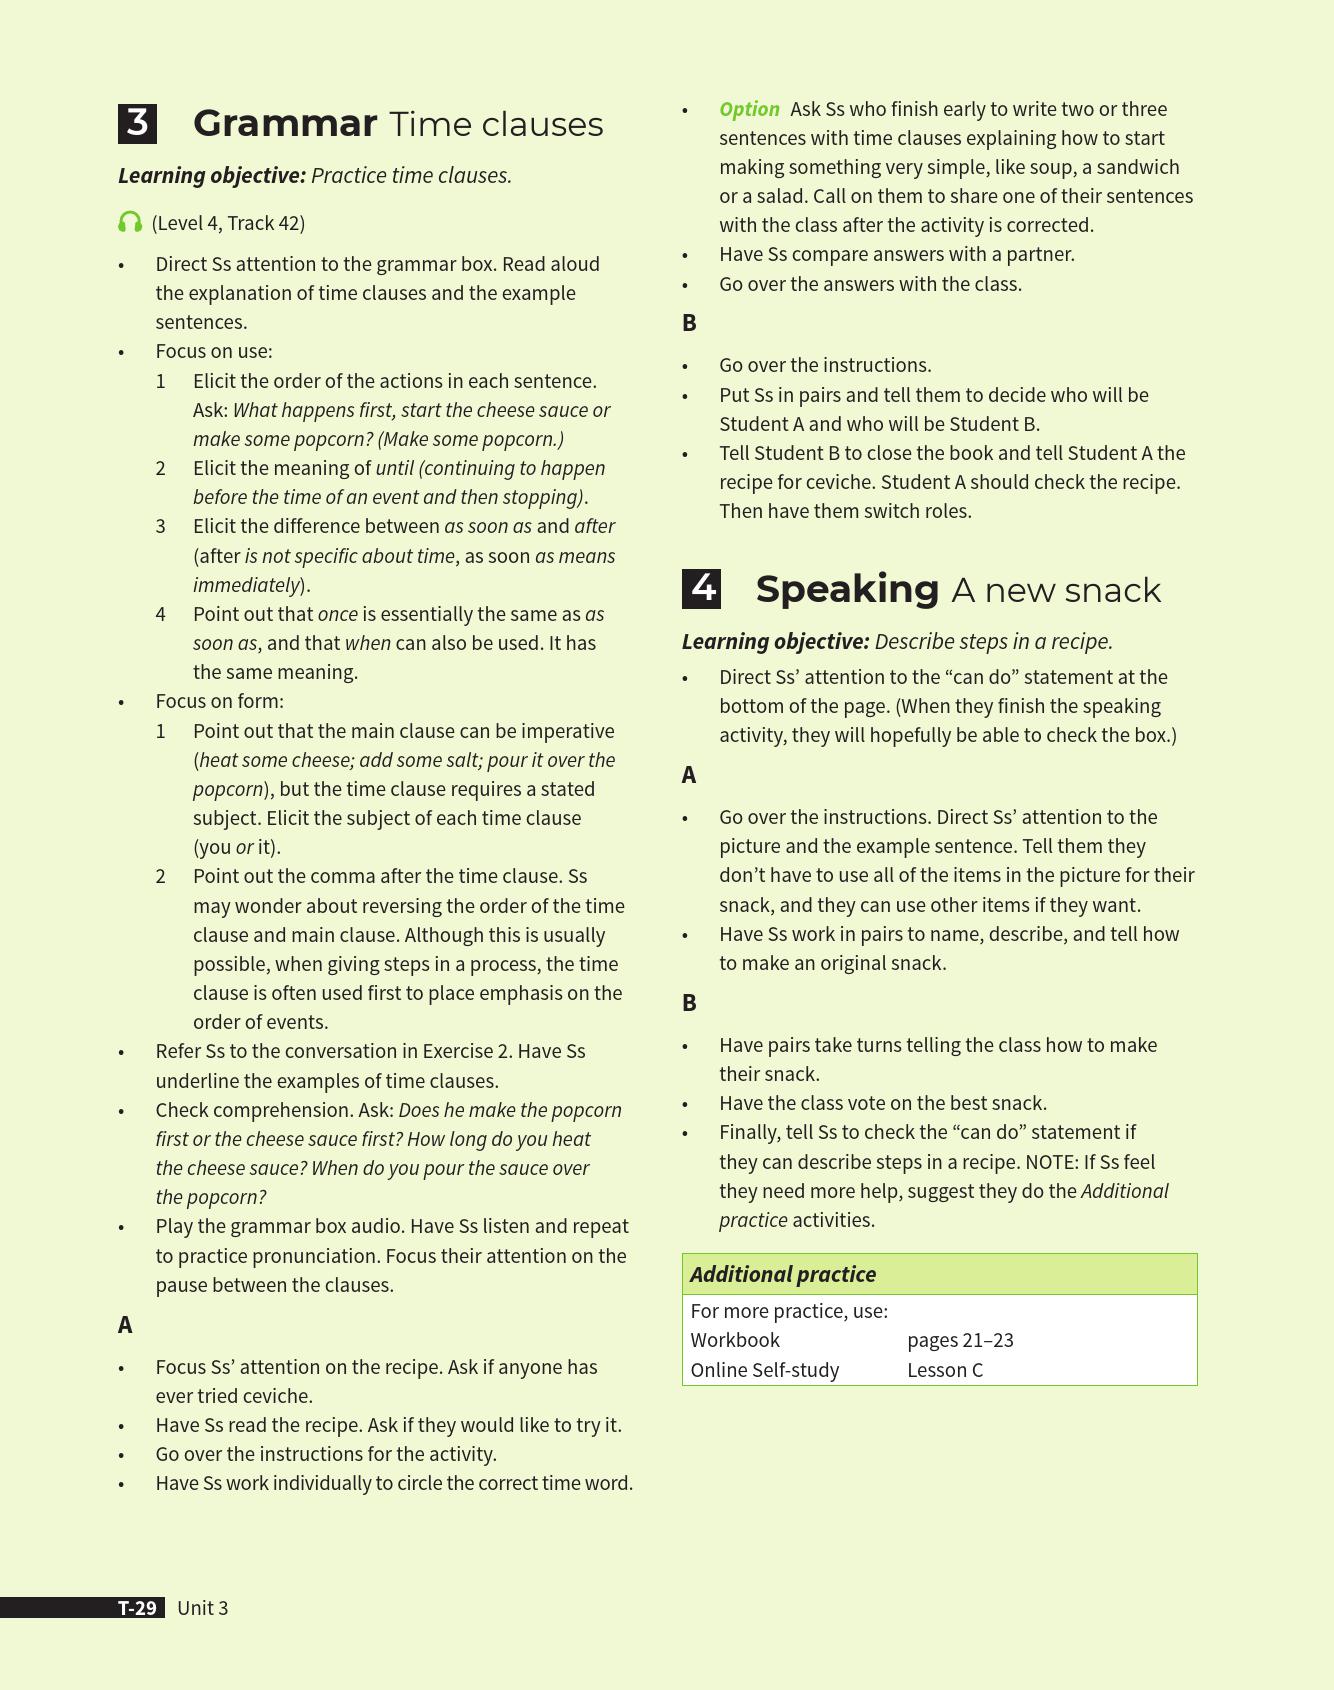 3 Grammar Time clauses
Learning objective: Practice time clauses.
(Level 4, Track 42)
• Direct Ss attention to the grammar box. Read aloud
the explanation of time clauses and the example
sentences.
• Focus on use:
1 Elicit the order of the actions in each sentence.
Ask: What happens first, start the cheese sauce or
make some popcorn? (Make some popcorn.)
2 Elicit the meaning of until (continuing to happen
before the time of an event and then stopping).
3 Elicit the difference between as soon as and after
(after is not specific about time, as soon as means
immediately).
4 Point out that once is essentially the same as as
soon as, and that when can also be used. It has
the same meaning.
• Focus on form:
1 Point out that the main clause can be imperative
(heat some cheese; add some salt; pour it over the
popcorn), but the time clause requires a stated
subject. Elicit the subject of each time clause
(you or it).
2 Point out the comma after the time clause. Ss
may wonder about reversing the order of the time
clause and main clause. Although this is usually
possible, when giving steps in a process, the time
clause is often used first to place emphasis on the
order of events.
• Refer Ss to the conversation in Exercise 2. Have Ss
underline the examples of time clauses.
• Check comprehension. Ask: Does he make the popcorn
first or the cheese sauce first? How long do you heat
the cheese sauce? When do you pour the sauce over
the popcorn?
• Play the grammar box audio. Have Ss listen and repeat
to practice pronunciation. Focus their attention on the
pause between the clauses.
A
• Focus Ss’ attention on the recipe. Ask if anyone has
ever tried ceviche.
• Have Ss read the recipe. Ask if they would like to try it.
• Go over the instructions for the activity.
• Have Ss work individually to circle the correct time word.
• Option Ask Ss who finish early to write two or three
sentences with time clauses explaining how to start
making something very simple, like soup, a sandwich
or a salad. Call on them to share one of their sentences
with the class after the activity is corrected.
• Have Ss compare answers with a partner.
• Go over the answers with the class.
B
• Go over the instructions.
• Put Ss in pairs and tell them to decide who will be
Student A and who will be Student B.
• Tell Student B to close the book and tell Student A the
recipe for ceviche. Student A should check the recipe.
Then have them switch roles.
4 Speaking A new snack
Learning objective: Describe steps in a recipe.
• Direct Ss’ attention to the “can do” statement at the
bottom of the page. (When they finish the speaking
activity, they will hopefully be able to check the box.)
A
• Go over the instructions. Direct Ss’ attention to the
picture and the example sentence. Tell them they
don’t have to use all of the items in the picture for their
snack, and they can use other items if they want.
• Have Ss work in pairs to name, describe, and tell how
to make an original snack.
B
• Have pairs take turns telling the class how to make
their snack.
• Have the class vote on the best snack.
• Finally, tell Ss to check the “can do” statement if
they can describe steps in a recipe. NOTE: If Ss feel
they need more help, suggest they do the Additional
practice activities.
Additional practice
For more practice, use:
Workbook pages 21–23
Online Self-study Lesson C
T-29 Unit 3